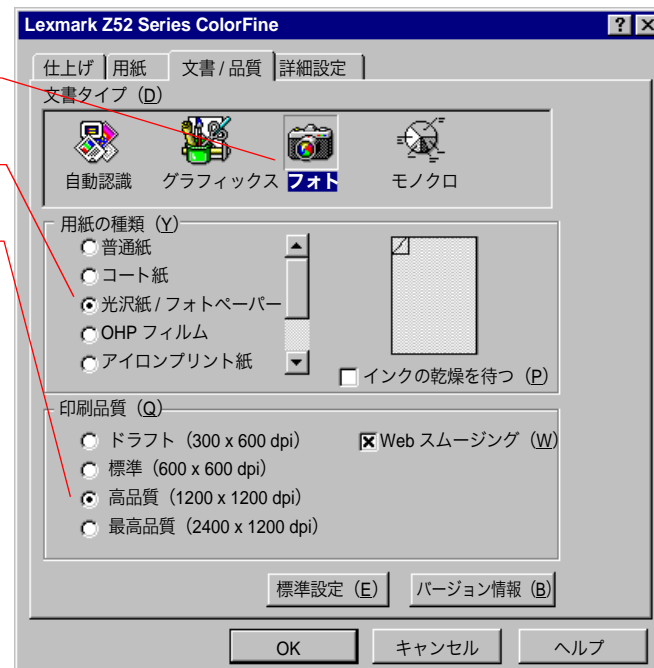 Lexmark Z52 Series ColorFine
仕上げ 用紙 文書 / 品質 詳細設定
文書タイプ（D）
自動認識 グラフィックス フォト モノクロ
用紙の種類（Y）
普通紙
コート紙
光沢紙 / フォトペーパー
OHP フィルム
アイロンプリント紙
インクの乾燥を待つ（P）
印刷品質（Q）
ドラフト（300 x 600 dpi） Web スムージング（W）
標準（600 x 600 dpi）
高品質（1200 x 1200 dpi）
最高品質（2400 x 1200 dpi）
標準設定（E） バージョン情報（B）
OK キャンセル ヘルプ